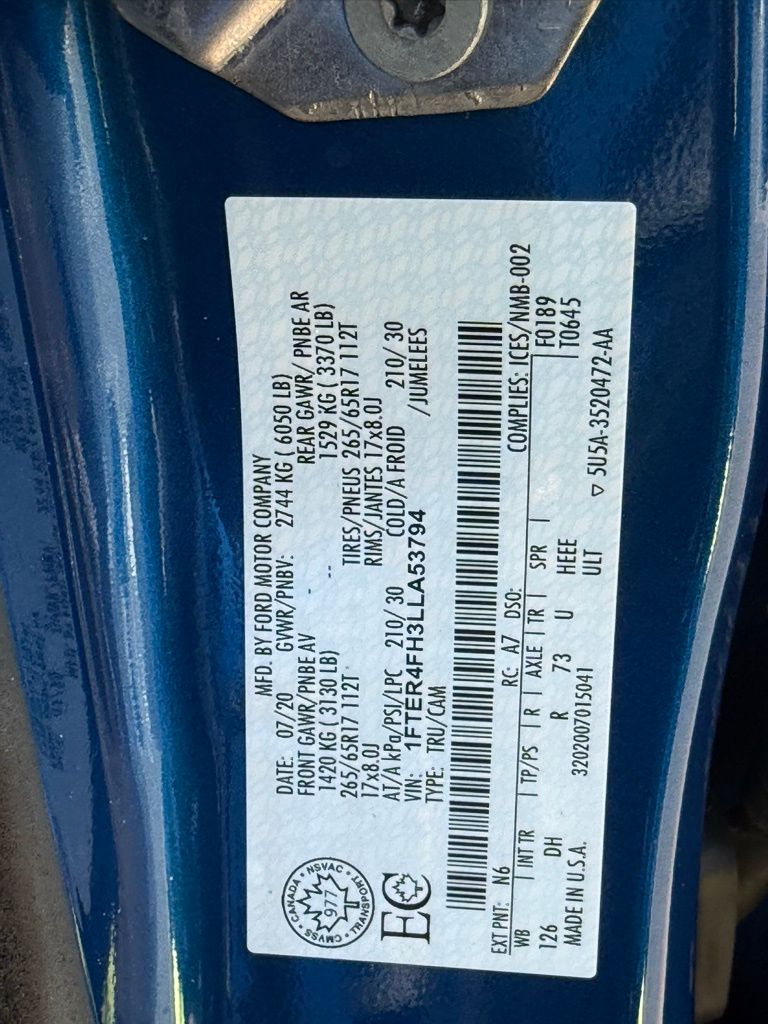 MFD. BY FORD MOTOR COMPANY
DATE: 07/20 GVWR/PNBV: 2744 KG ( 6050 LB)
FRONT GAWR/PNBE AV REAR GAWR/ PNBE AR
1420 KG ( 3130 LB) - 1529 KG ( 3370 LB)
265/65R17 112T -- TIRES/PNEUS 265/65R17 112T
17x8.0J RIMS/JANTES 17x8.0J
AT/A kPa/PSI/LPC 210/ 30 COLD/A FROID 210/ 30
VIN: 1FTER4FH3LLA53794 /JUMELEES
TYPE: TRU/CAM
CANADA
NSVAC
977
CMVSS
TRANSPORT
EC
EXT PNT: N6 RC: A7 DSO: COMPLIES: ICES/NMB-002
WB | INT TR | TP/PS | R | AXLE | TR | SPR | F0189
126 DH R 73 U HEEE T0645
MADE IN U.S.A. 3202007015041 ULT ▽ 5U5A-3520472-AA